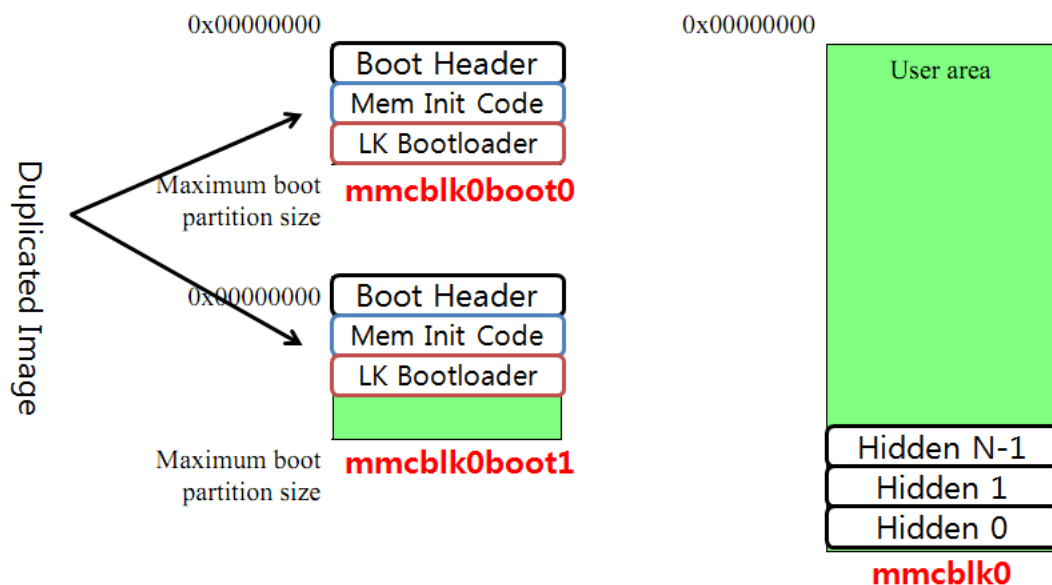 Duplicated Image
0x00000000
Boot Header
Mem Init Code
LK Bootloader
Maximum boot
partition size
mmcblk0boot0
0x00000000
Boot Header
Mem Init Code
LK Bootloader
Maximum boot
partition size
mmcblk0boot1
0x00000000
User area
Hidden N-1
Hidden 1
Hidden 0
mmcblk0